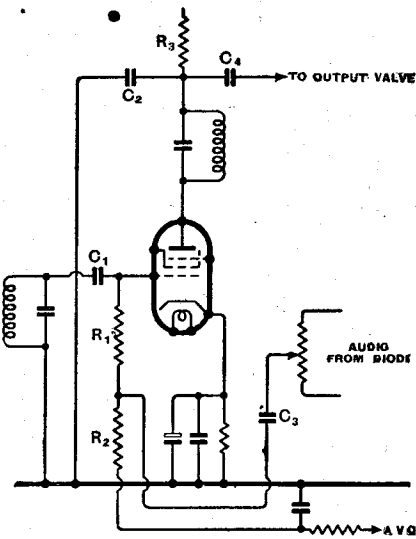 R3
C4
C2
TO OUTPUT VALVE
C1
R1
AUDIO
FROM DIODE
C3
R2
AVC